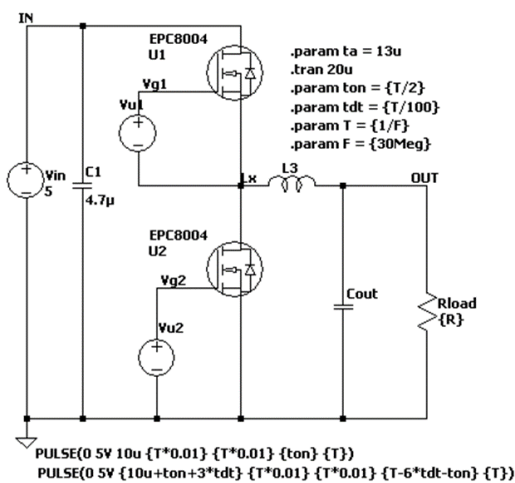 IN
EPC8004
U1
Vg1
Vu1
.param ta = 13u
.tran 20u
.param ton = {T/2}
.param tdt = {T/100}
.param T = {1/F}
.param F = {30Meg}
Vin
5
C1
4.7µ
Lx
L3
OUT
EPC8004
U2
Vg2
Vu2
Cout
Rload
{R}
PULSE(0 5V 10u {T*0.01} {T*0.01} {ton} {T})
PULSE(0 5V {10u+ton+3*tdt} {T*0.01} {T*0.01} {T-6*tdt-ton} {T})